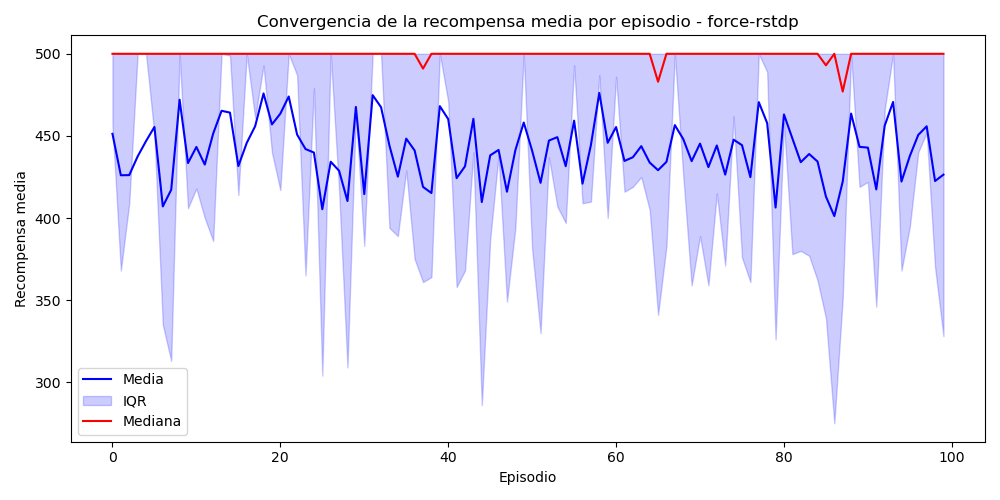 Convergencia de la recompensa media por episodio - force-rstdp
Recompensa media
500
450
400
350
300
Media
IQR
Mediana
0 20 40 60 80 100
Episodio